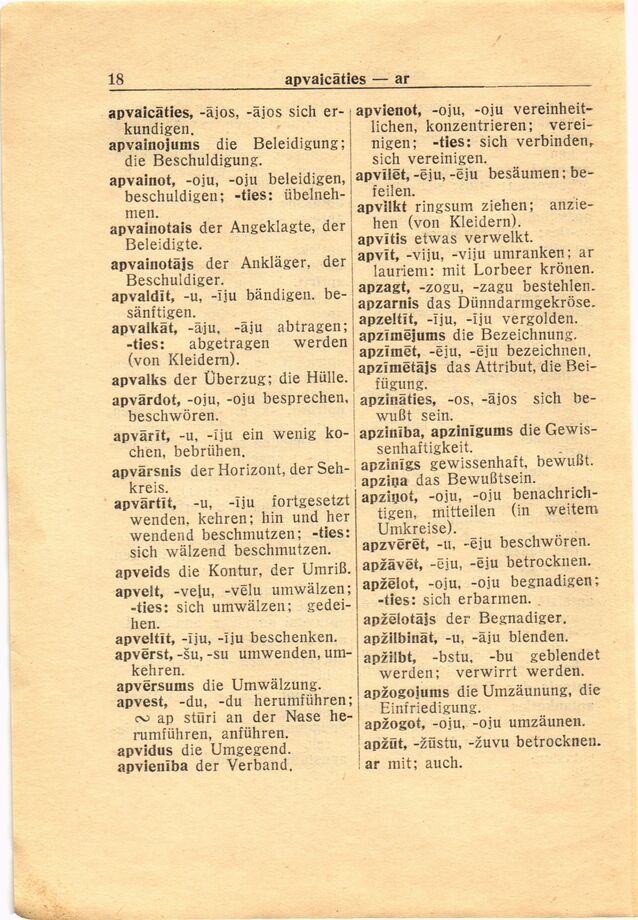 18
apvaicāties — ar
apvaicāties, -ājos, -ājos sich er-
kundigen.
apvainojums die Beleidigung;
die Beschuldigung.
apvainot, -oju, -oju beleidigen,
beschuldigen; -ties: übelneh-
men.
apvainotais der Angeklagte, der
Beleidigte.
apvainotājs der Ankläger, der
Beschuldiger.
apvaldīt, -u, -īju bändigen. be-
sänftigen.
apvalkāt, -āju, -āju abtragen;
-ties: abgetragen werden
(von Kleidern).
apvalks der Überzug; die Hülle.
apvārdot, -oju, -oju besprechen,
beschwören.
apvārīt, -u, -īju ein wenig ko-
chen, bebrühen.
apvārsnis der Horizont, der Seh-
kreis.
apvārtīt, -u, -īju fortgesetzt
wenden, kehren; hin und her
wendend beschmutzen; -ties:
sich wälzend beschmutzen.
apveids die Kontur, der Umriß.
apvelt, -veļu, -vēlu umwälzen;
-ties: sich umwälzen; gedei-
hen.
apveltīt, -īju, -īju beschenken.
apvērst, -šu, -su umwenden, um-
kehren.
apvērsums die Umwälzung.
apvest, -du, -du herumführen;
∾ ap stūri an der Nase he-
rumführen, anführen.
apvidus die Umgegend.
apvienība der Verband.
apvienot, -oju, -oju vereinheit-
lichen, konzentrieren; verei-
nigen; -ties: sich verbinden,
sich vereinigen.
apvilēt, -ēju, -ēju besäumen; be-
feilen.
apvilkt ringsum ziehen; anzie-
hen (von Kleidern).
apvītis etwas verwelkt.
apvīt, -viju, -viju umranken; ar
lauriem: mit Lorbeer krönen.
apzagt, -zogu, -zagu bestehlen.
apzarnis das Dünndarmgekröse.
apzeltīt, -īju, -īju vergolden.
apzīmējums die Bezeichnung.
apzīmēt, -ēju, -ēju bezeichnen.
apzīmētājs das Attribut, die Bei-
fügung.
apzināties, -os, -ājos sich be-
wußt sein.
apzinība, apzinīgums die Gewis-
senhaftigkeit.
apzinīgs gewissenhaft, bewußt.
apziņa das Bewußtsein.
apziņot, -oju, -oju benachrich-
tigen, mitteilen (in weitem
Umkreise).
apzvērēt, -u, -ēju beschwören.
apžāvēt, -ēju, -ēju betrocknen.
apžēlot, -oju, -oju begnadigen;
-ties: sich erbarmen.
apžēlotājs der Begnadiger.
apžilbināt, -u, -āju blenden.
apžilbt, -bstu, -bu geblendet
werden; verwirrt werden.
apžogojums die Umzäunung, die
Einfriedigung.
apžogot, -oju, -oju umzäunen.
apžūt, -žūstu, -žuvu betrocknen.
ar mit; auch.